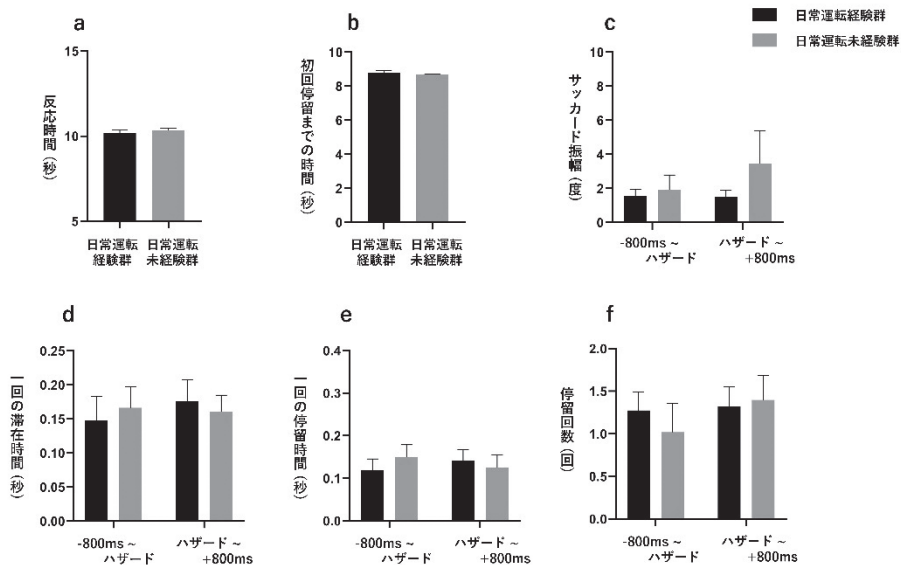 日常運転経験群
日常運転未経験群
a
反応時間（秒）
15
10
5
日常運転
経験群
日常運転
未経験群
b
初回停留までの時間（秒）
10
8
6
4
2
0
日常運転
経験群
日常運転
未経験群
c
サッカード振幅（度）
10
8
6
4
2
0
-800ms ~
ハザード
ハザード ~
+800ms
d
一回の滞在時間（秒）
0.25
0.20
0.15
0.10
0.05
0.00
-800ms ~
ハザード
ハザード ~
+800ms
e
一回の停留時間（秒）
0.4
0.3
0.2
0.1
0.0
-800ms ~
ハザード
ハザード ~
+800ms
f
停留回数（回）
2.0
1.5
1.0
0.5
0.0
-800ms ~
ハザード
ハザード ~
+800ms